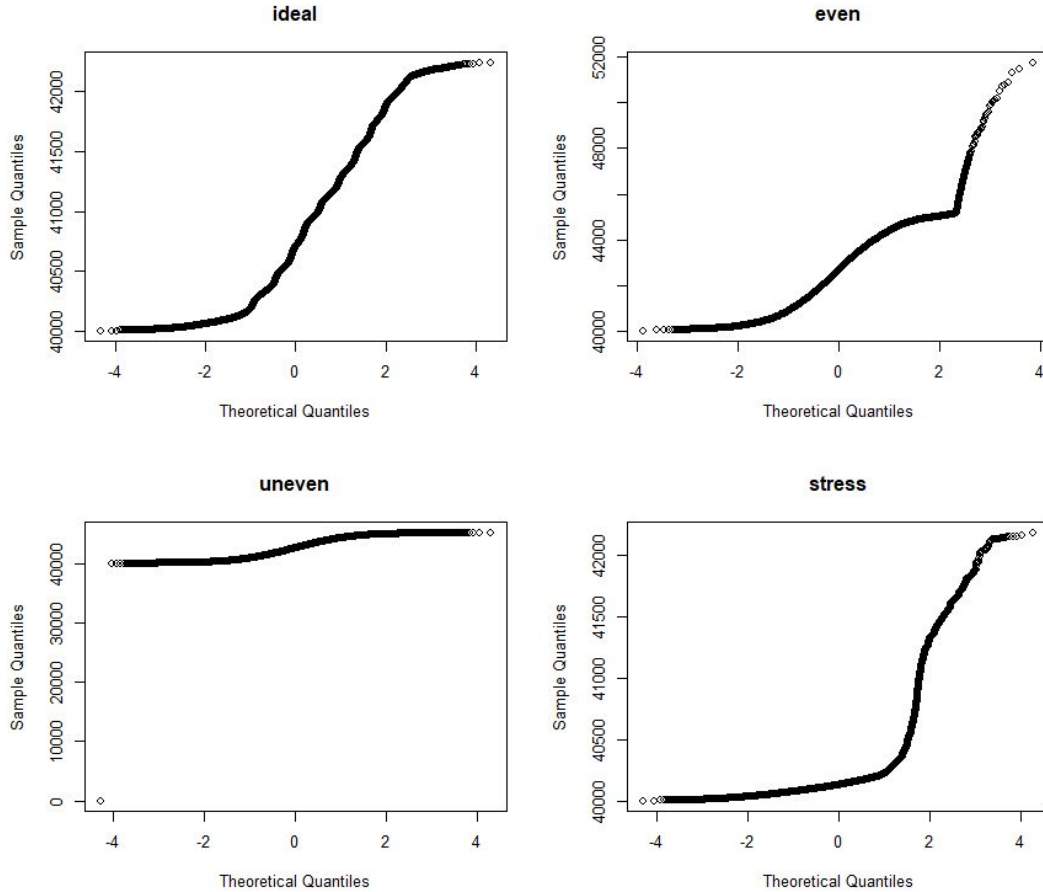 ideal
Sample Quantiles
40000 40500 41000 41500 42000
-4 -2 0 2 4
Theoretical Quantiles
even
Sample Quantiles
40000 44000 48000 52000
-4 -2 0 2 4
Theoretical Quantiles
uneven
Sample Quantiles
0 10000 20000 30000 40000
-4 -2 0 2 4
Theoretical Quantiles
stress
Sample Quantiles
40000 40500 41000 41500 42000
-4 -2 0 2 4
Theoretical Quantiles